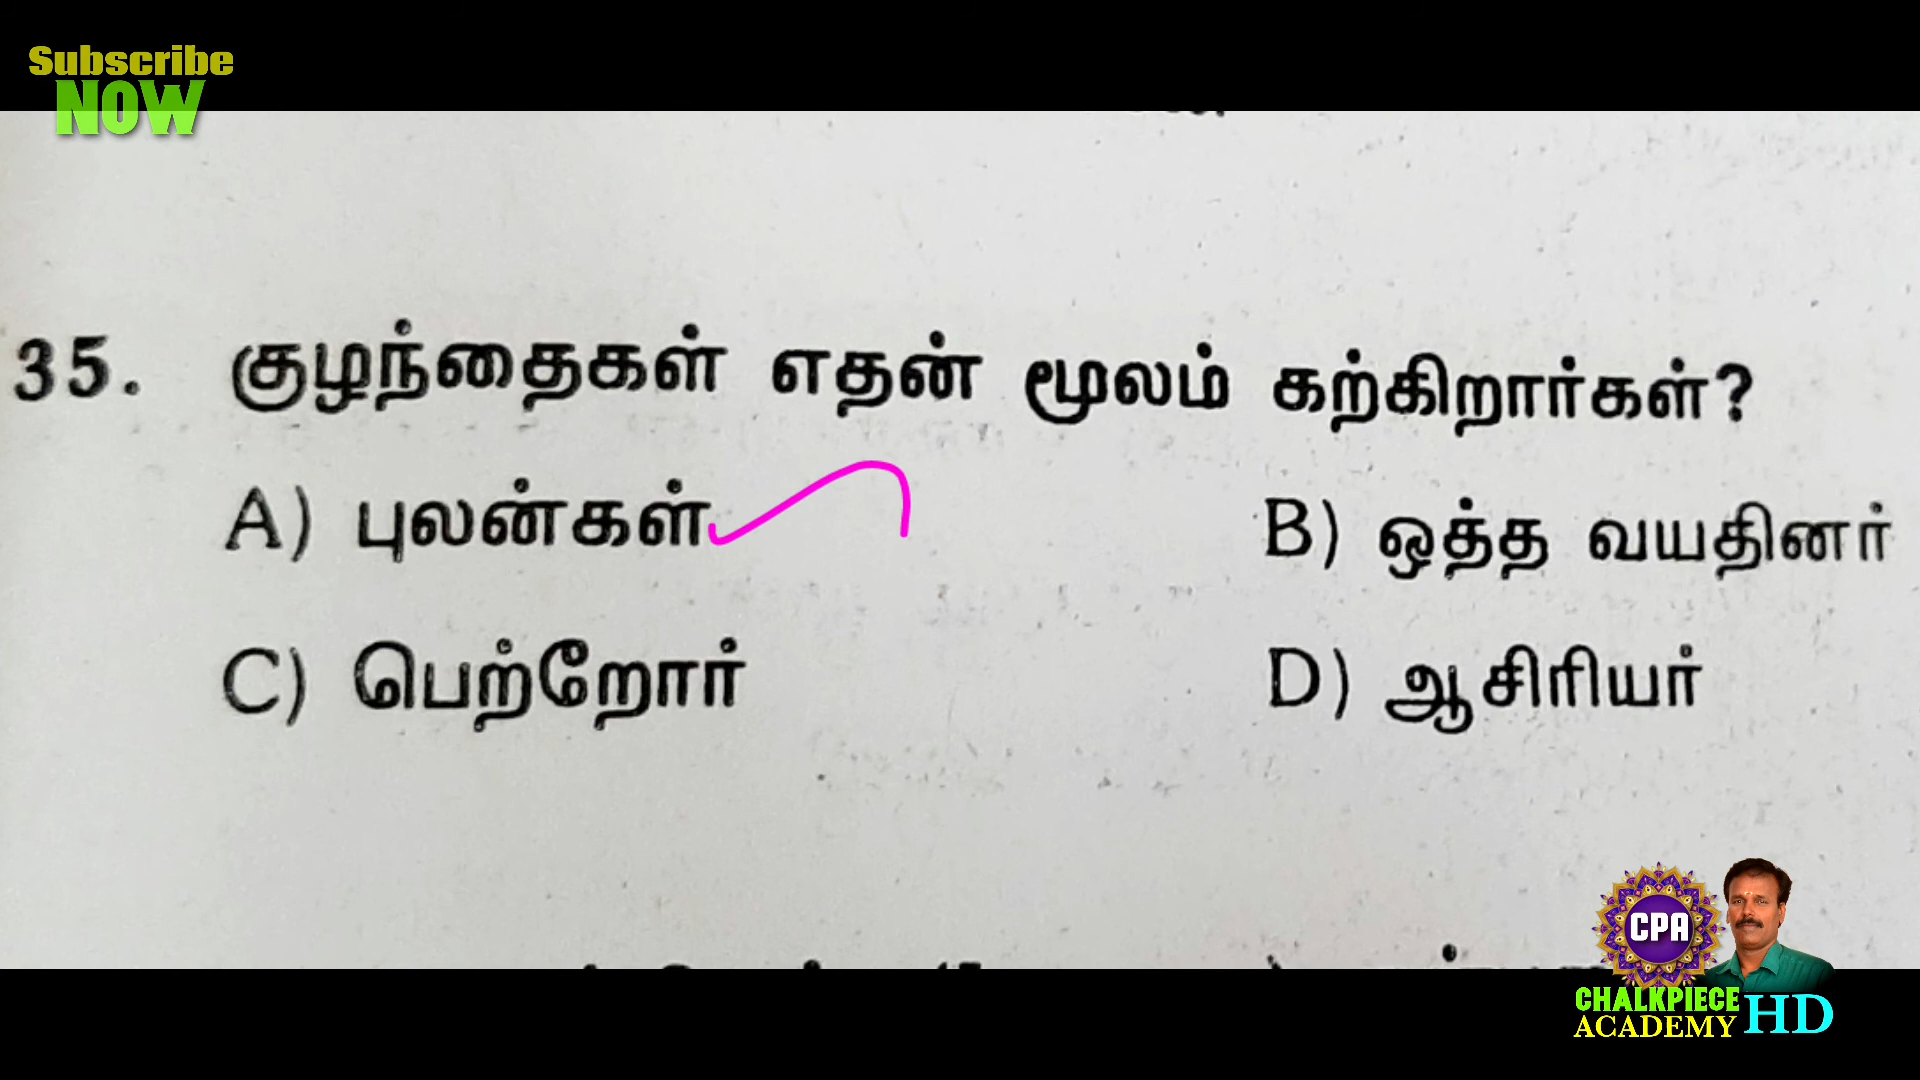 Subscribe
NOW
35. குழந்தைகள் எதன் மூலம் கற்கிறார்கள்?
A) புலன்கள்
B) ஒத்த வயதினர்
C) பெற்றோர்
D) ஆசிரியர்
CPA
CHALKPIECE
ACADEMY HD